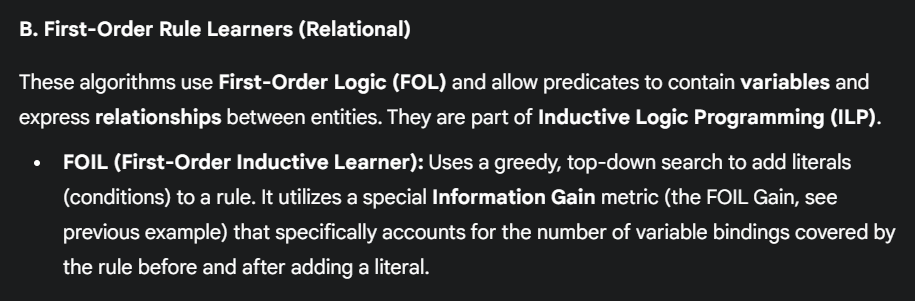 B. First-Order Rule Learners (Relational)
These algorithms use First-Order Logic (FOL) and allow predicates to contain variables and
express relationships between entities. They are part of Inductive Logic Programming (ILP).
• FOIL (First-Order Inductive Learner): Uses a greedy, top-down search to add literals
(conditions) to a rule. It utilizes a special Information Gain metric (the FOIL Gain, see
previous example) that specifically accounts for the number of variable bindings covered by
the rule before and after adding a literal.